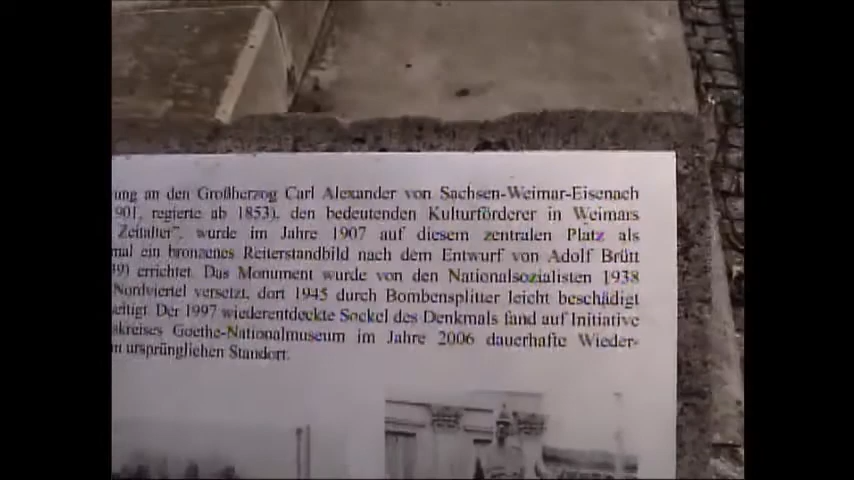 ung an den Großherzog Carl Alexander von Sachsen-Weimar-Eisenach
901, regierte ab 1853), den bedeutenden Kulturförderer in Weimars
Zeitalter", wurde im Jahre 1907 auf diesem zentralen Platz als
mal ein bronzenes Reiterstandbild nach dem Entwurf von Adolf Brütt
39) errichtet. Das Monument wurde von den Nationalsozialisten 1938
Nordviertel versetzt, dort 1945 durch Bombensplitter leicht beschädigt
eitigt. Der 1997 wiederentdeckte Sockel des Denkmals fand auf Initiative
skreises Goethe-Nationalmuseum im Jahre 2006 dauerhafte Wieder-
m ursprünglichen Standort.